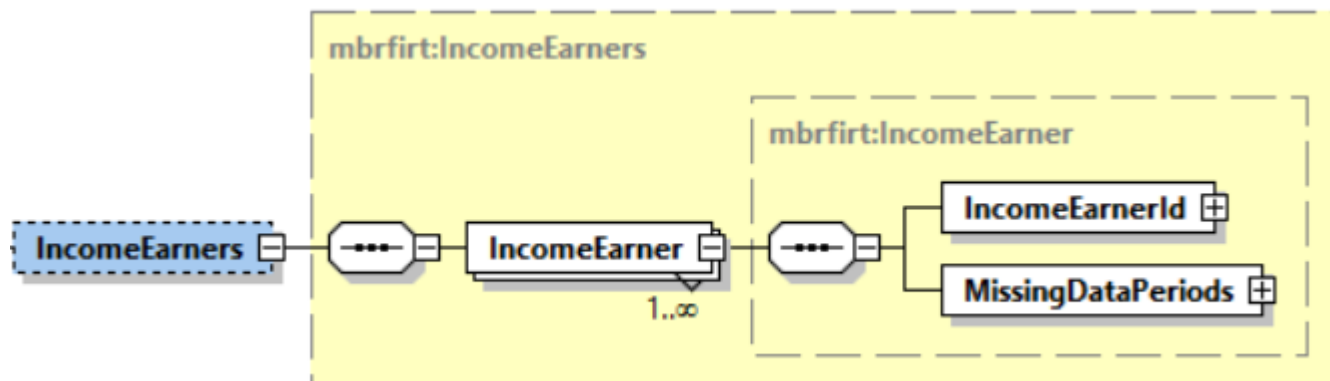 mbrfirt:IncomeEarners
mbrfirt:IncomeEarner
IncomeEarnerId
IncomeEarners
IncomeEarner
MissingDataPeriods
1..∞